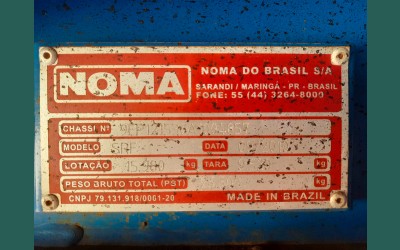 NOMA
NOMA DO BRASIL S/A
SARANDI / MARINGÁ - PR - BRASIL
FONE: 55 (44) 3264-8000
CHASSI Nº
MODELO DATA
LOTAÇÃO kg TARA kg
PESO BRUTO TOTAL (PBT) kg
CNPJ 79.131.918/0001-20 MADE IN BRAZIL